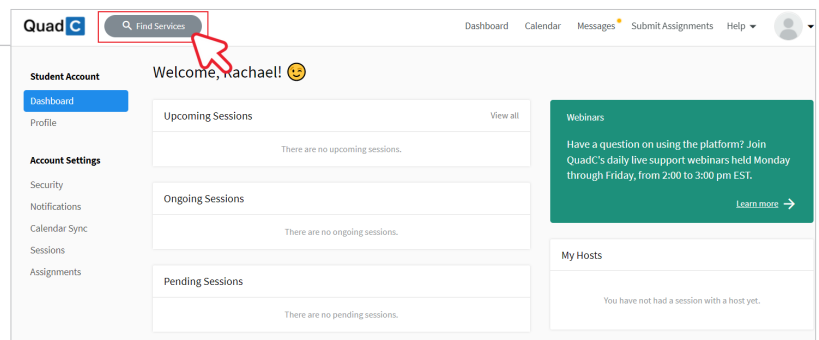 QuadC
Find Services
Dashboard Calendar Messages Submit Assignments Help
Student Account
Dashboard
Profile
Account Settings
Security
Notifications
Calendar Sync
Sessions
Assignments
Welcome, Rachael!
Upcoming Sessions View all
There are no upcoming sessions.
Ongoing Sessions
There are no ongoing sessions.
Pending Sessions
There are no pending sessions.
Webinars
Have a question on using the platform? Join
QuadC's daily live support webinars held Monday
through Friday, from 2:00 to 3:00 pm EST.
Learn more
My Hosts
You have not had a session with a host yet.